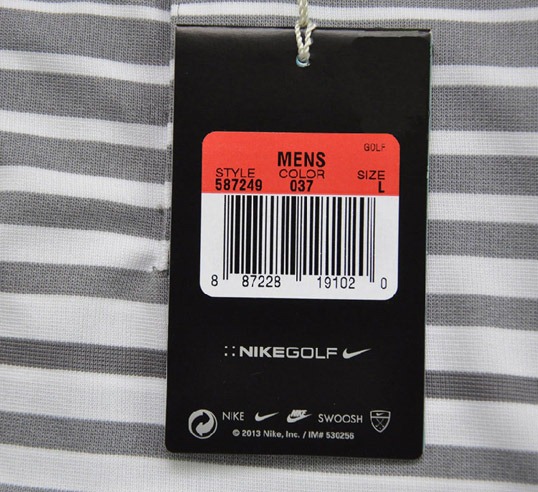 GOLF
MENS
STYLE COLOR SIZE
587249 037 L
8 87228 19102 0
NIKEGOLF
NIKE SWOOSH
© 2013 Nike, Inc. / IM# 530256